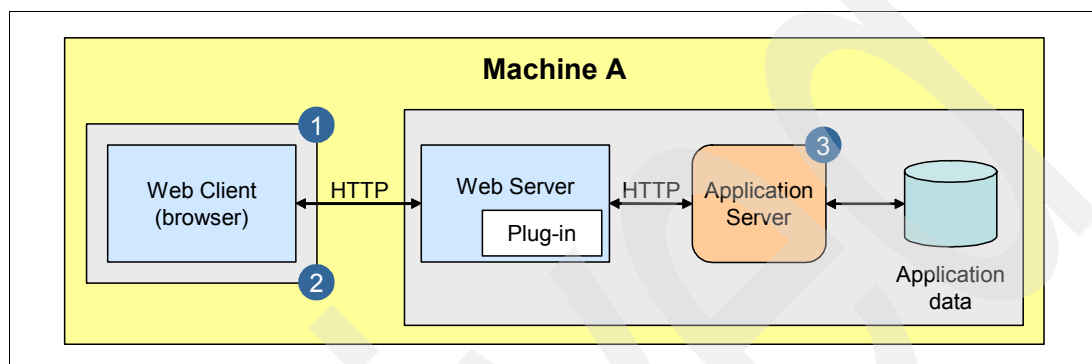 Machine A
1
Web Client
(browser)
2
HTTP
Web Server
Plug-in
HTTP
3
Application
Server
Application
data